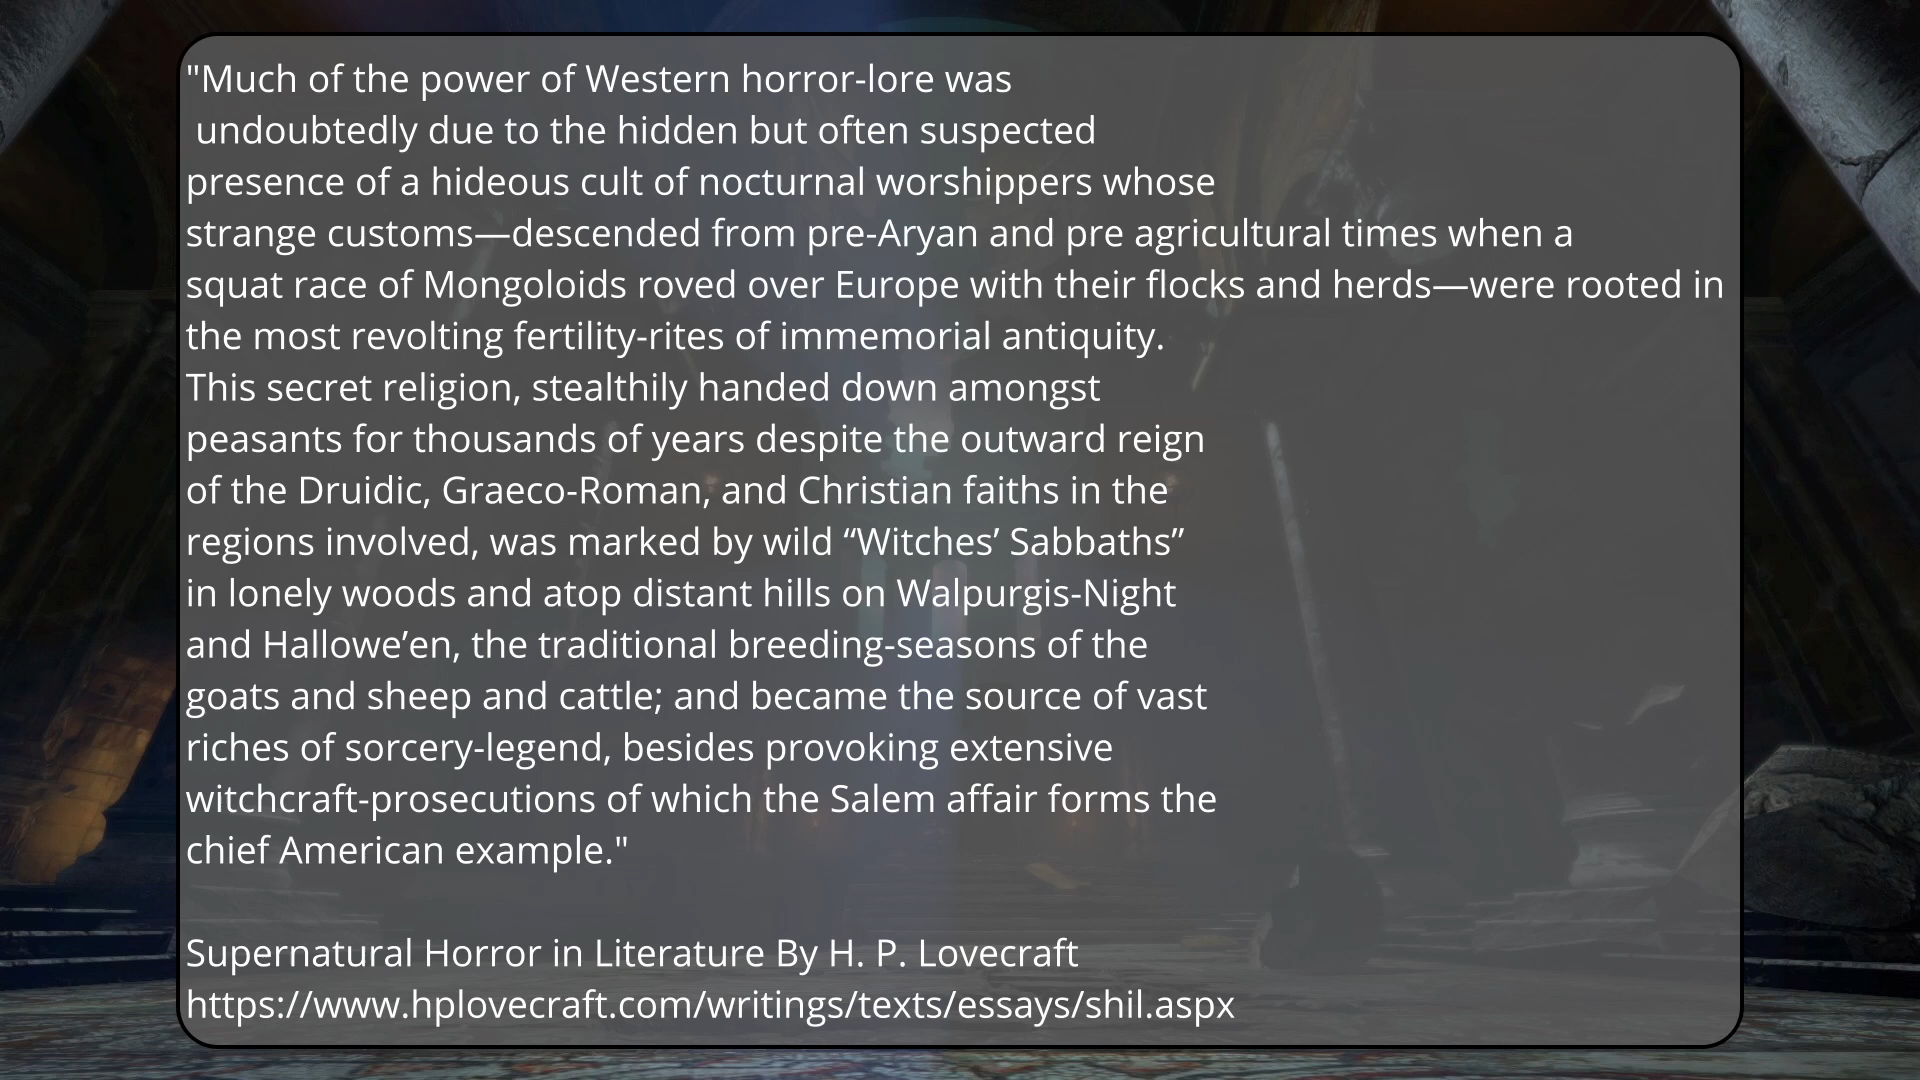 "Much of the power of Western horror-lore was
undoubtedly due to the hidden but often suspected
presence of a hideous cult of nocturnal worshippers whose
strange customs—descended from pre-Aryan and pre agricultural times when a
squat race of Mongoloids roved over Europe with their flocks and herds—were rooted in
the most revolting fertility-rites of immemorial antiquity.
This secret religion, stealthily handed down amongst
peasants for thousands of years despite the outward reign
of the Druidic, Graeco-Roman, and Christian faiths in the
regions involved, was marked by wild “Witches’ Sabbaths”
in lonely woods and atop distant hills on Walpurgis-Night
and Hallowe’en, the traditional breeding-seasons of the
goats and sheep and cattle; and became the source of vast
riches of sorcery-legend, besides provoking extensive
witchcraft-prosecutions of which the Salem affair forms the
chief American example."
Supernatural Horror in Literature By H. P. Lovecraft
https://www.hplovecraft.com/writings/texts/essays/shil.aspx